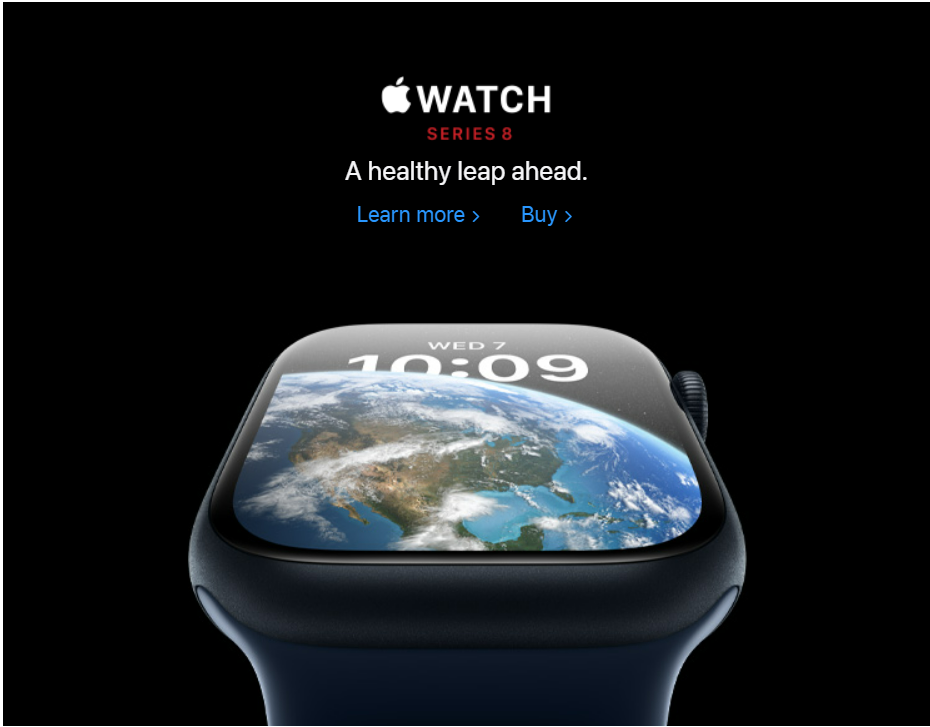 WATCH
SERIES 8
A healthy leap ahead.
Learn more >
Buy >
WED 7
10:09